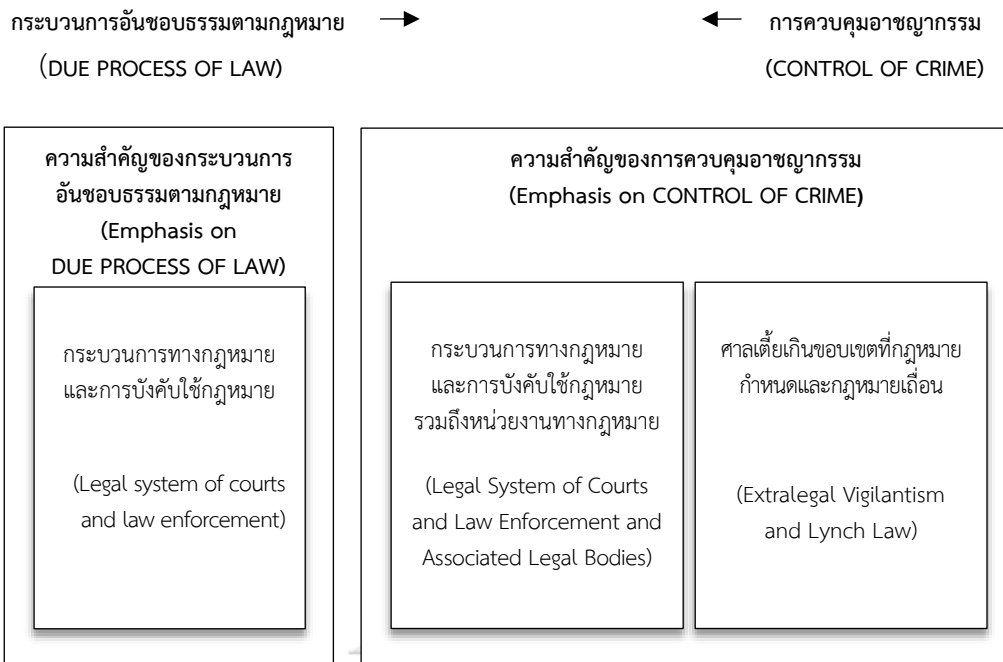 กระบวนการอันชอบธรรมตามกฎหมาย
(DUE PROCESS OF LAW)
การควบคุมอาชญากรรม
(CONTROL OF CRIME)
ความสำคัญของกระบวนการ
อันชอบธรรมตามกฎหมาย
(Emphasis on
DUE PROCESS OF LAW)
กระบวนการทางกฎหมาย
และการบังคับใช้กฎหมาย
(Legal system of courts
and law enforcement)
ความสำคัญของการควบคุมอาชญากรรม
(Emphasis on CONTROL OF CRIME)
กระบวนการทางกฎหมาย
และการบังคับใช้กฎหมาย
รวมถึงหน่วยงานทางกฎหมาย
(Legal System of Courts
and Law Enforcement and
Associated Legal Bodies)
ศาลเตี้ยเกินขอบเขตที่กฎหมาย
กำหนดและกฎหมายเถื่อน
(Extralegal Vigilantism
and Lynch Law)